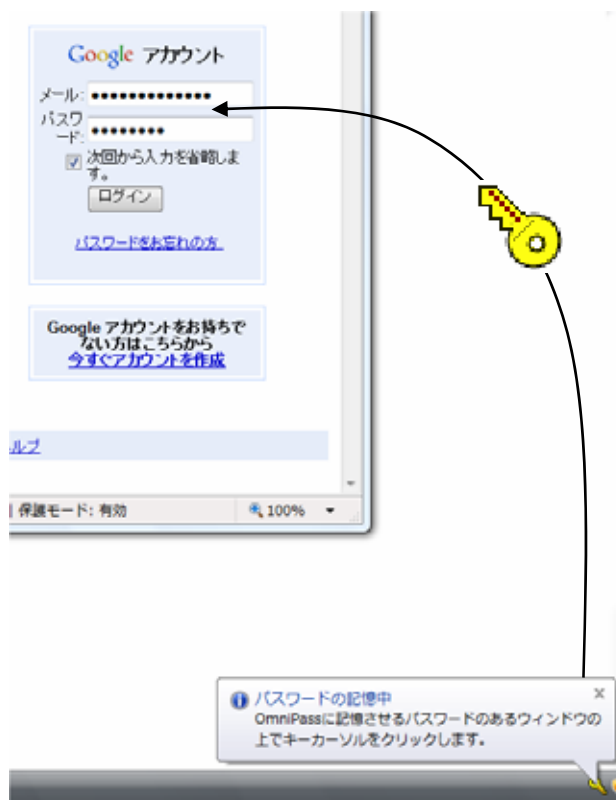 Google アカウント
メール: •••••••••••••
パスワ
ード: ••••••••
次回から入力を省略しま
す。
ログイン
パスワードをお忘れの方
Google アカウントをお持ちで
ない方はこちらから
今すぐアカウントを作成
ヘルプ
保護モード: 有効 100%
パスワードの記憶中
OmniPassに記憶させるパスワードのあるウィンドウの
上でキーカーソルをクリックします。